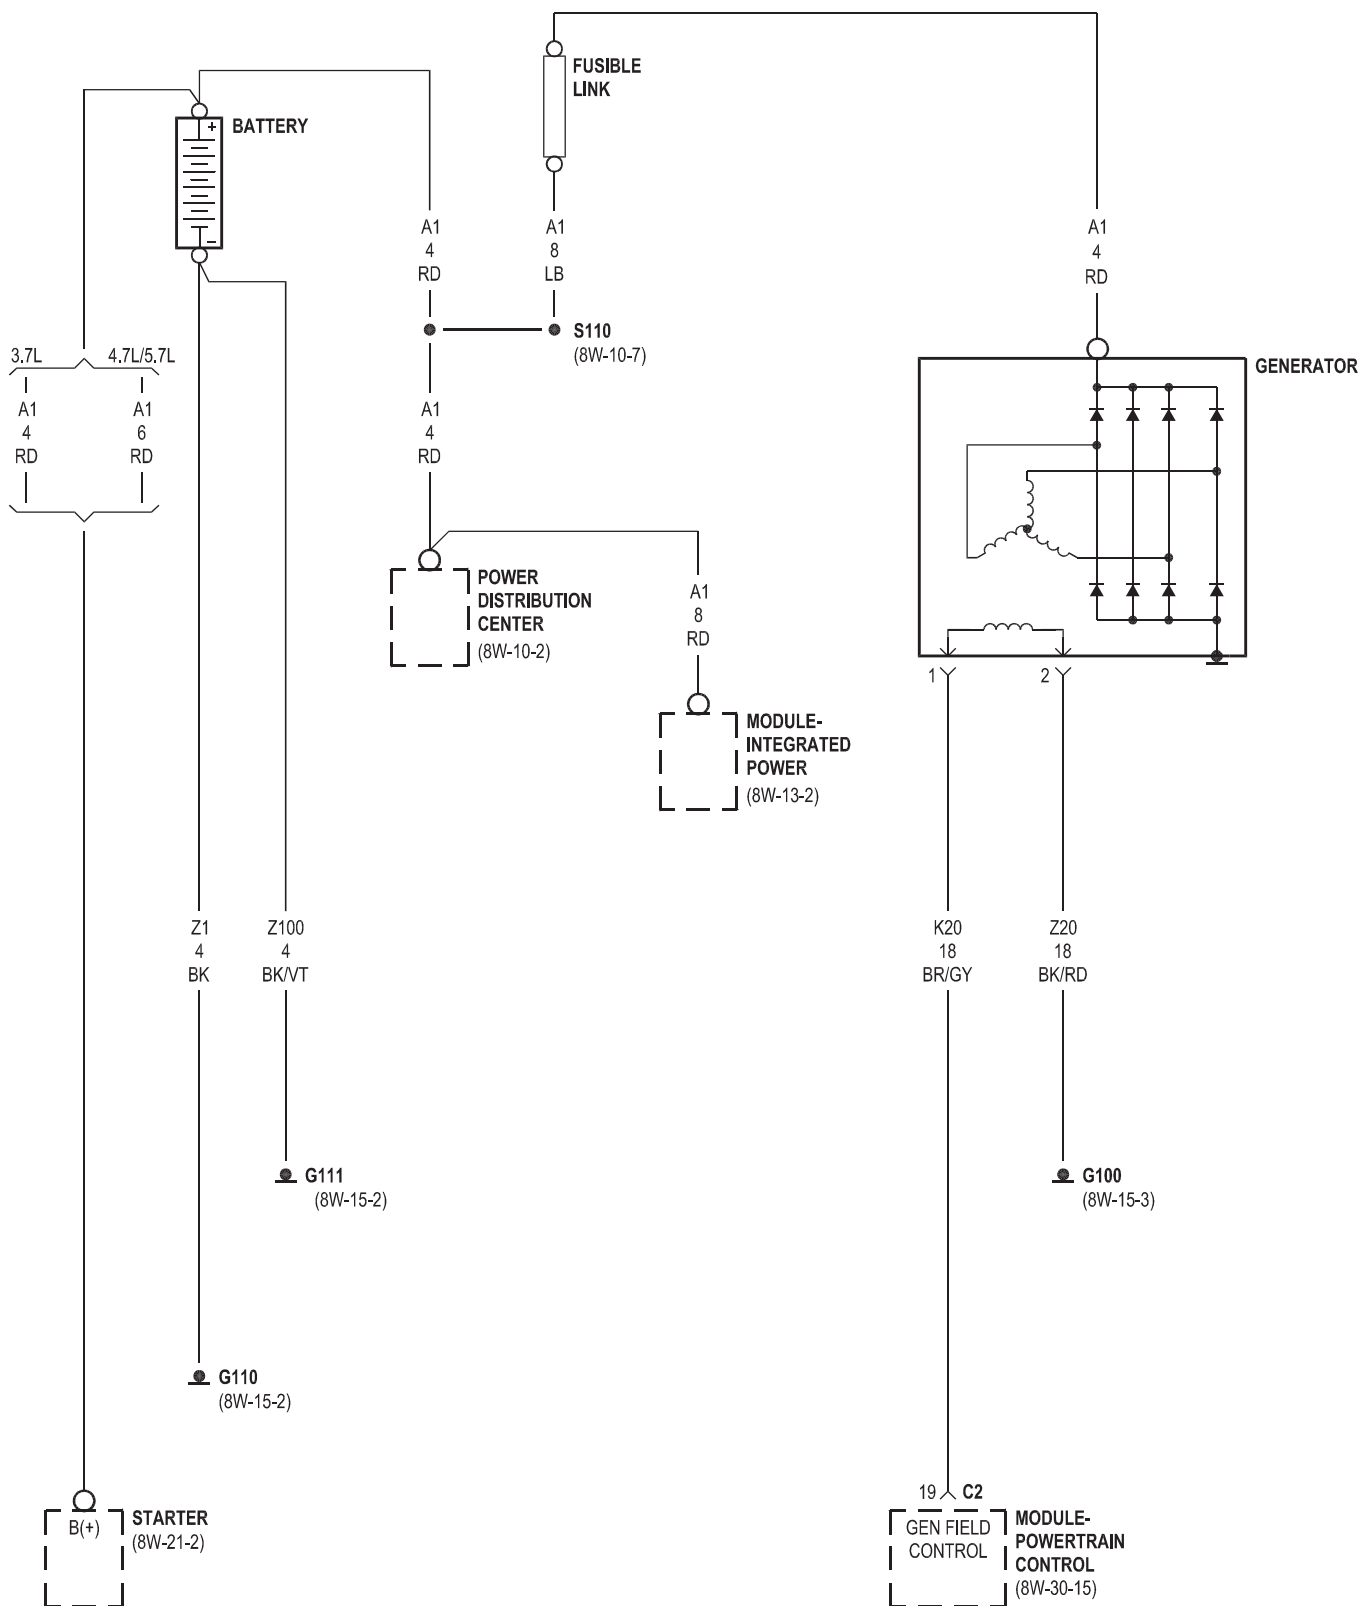 FUSIBLE
LINK
+
BATTERY
-
A1
4
RD
A1
8
LB
A1
4
RD
S110
(8W-10-7)
3.7L
4.7L/5.7L
GENERATOR
A1
4
RD
A1
6
RD
A1
4
RD
POWER
DISTRIBUTION
CENTER
(8W-10-2)
A1
8
RD
1
2
MODULE-
INTEGRATED
POWER
(8W-13-2)
Z1
4
BK
Z100
4
BK/VT
K20
18
BR/GY
Z20
18
BK/RD
G111
(8W-15-2)
G100
(8W-15-3)
G110
(8W-15-2)
B(+)
STARTER
(8W-21-2)
19
C2
GEN FIELD
CONTROL
MODULE-
POWERTRAIN
CONTROL
(8W-30-15)